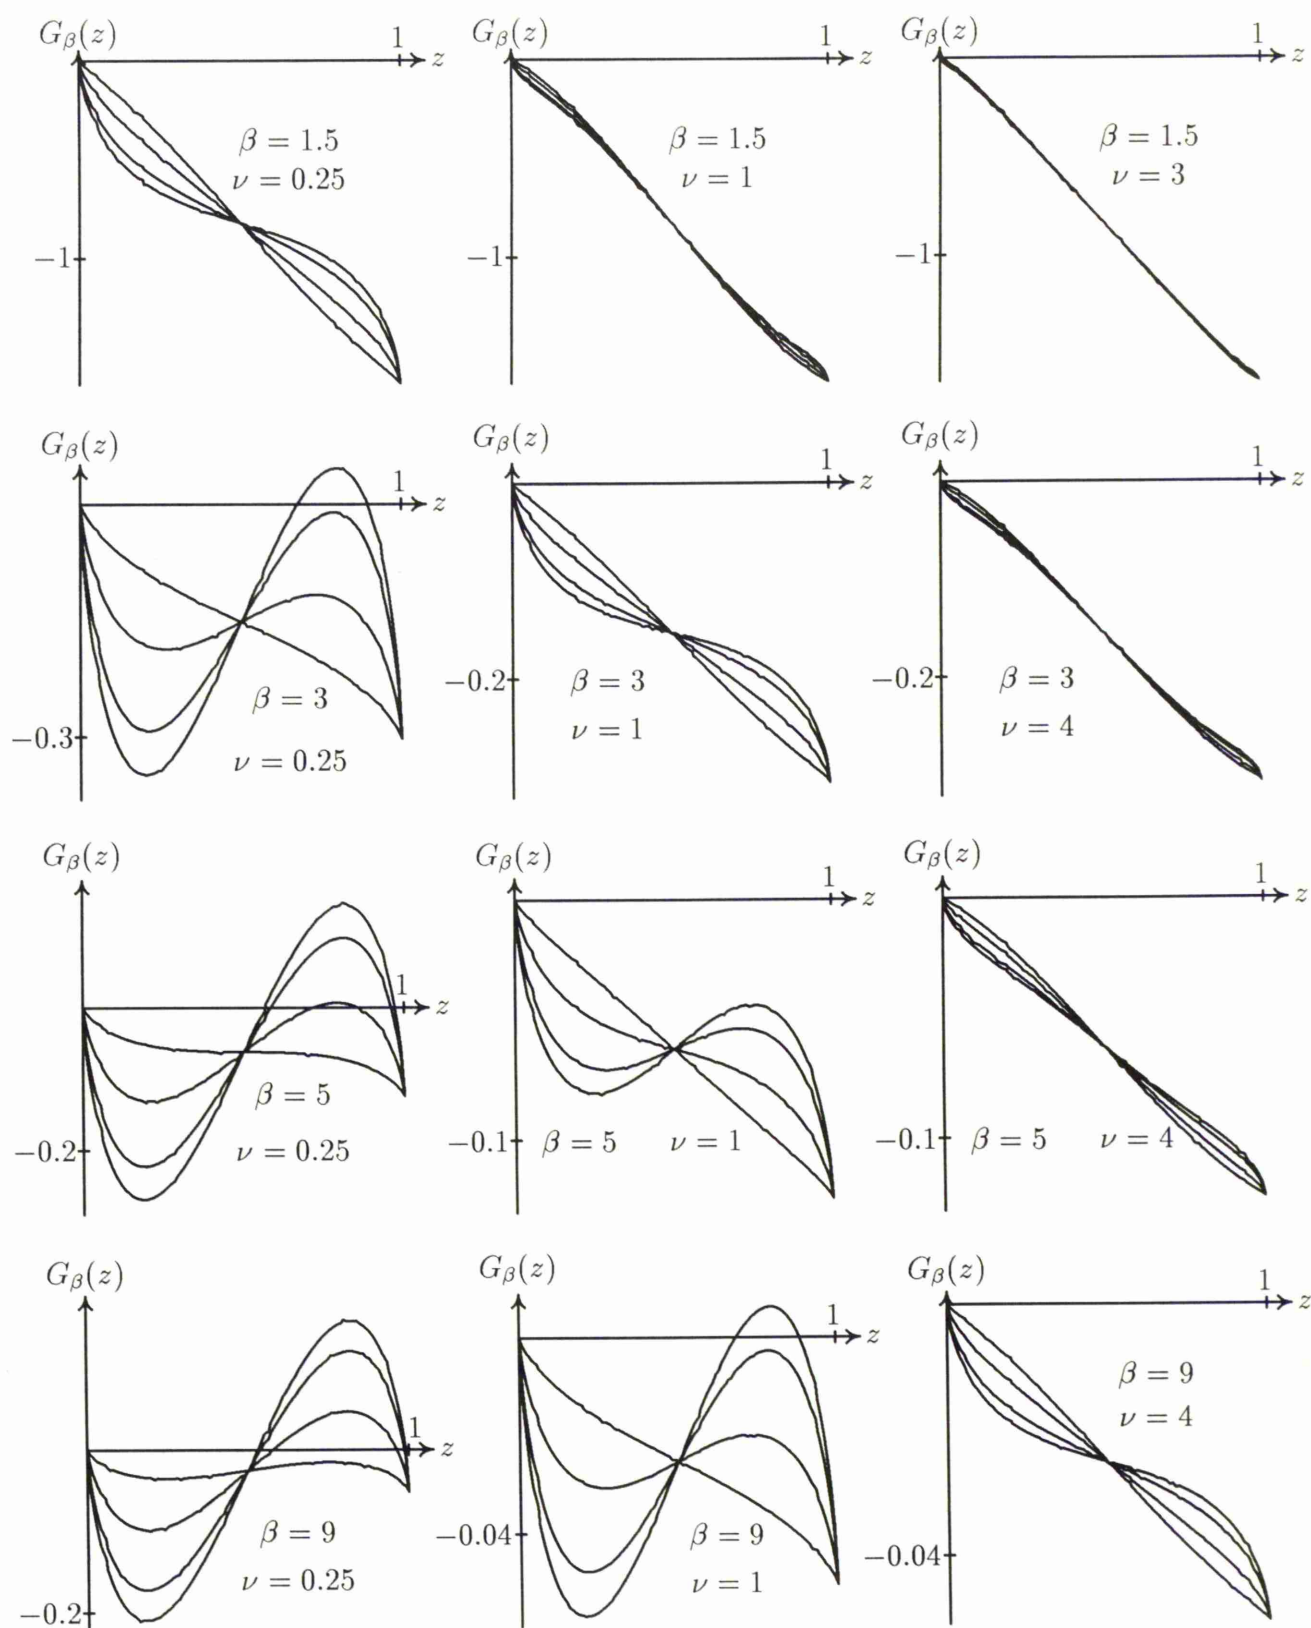 G_β(z) 1 z
β = 1.5
ν = 0.25
−1
G_β(z) 1 z
β = 1.5
ν = 1
−1
G_β(z) 1 z
β = 1.5
ν = 3
−1
G_β(z) 1 z
β = 3
−0.3
ν = 0.25
G_β(z) 1 z
−0.2 β = 3
ν = 1
G_β(z) 1 z
−0.2 β = 3
ν = 4
G_β(z) 1 z
β = 5
−0.2 ν = 0.25
G_β(z) 1 z
−0.1 β = 5 ν = 1
G_β(z) 1 z
−0.1 β = 5 ν = 4
G_β(z) 1 z
β = 9
ν = 0.25
−0.2
G_β(z) 1 z
−0.04 β = 9
ν = 1
G_β(z) 1 z
β = 9
ν = 4
−0.04